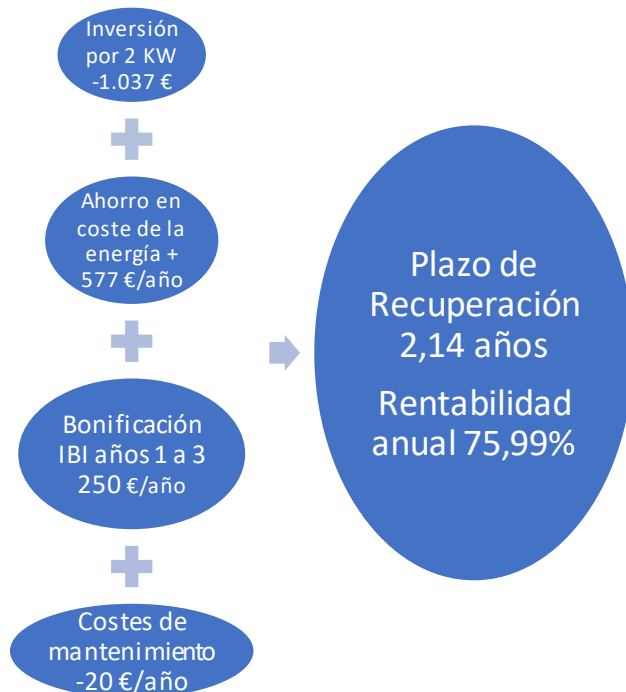 Inversión
por 2 KW
-1.037 €
Ahorro en
coste de la
energía +
577 €/año
Bonificación
IBI años 1 a 3
250 €/año
Costes de
mantenimiento
-20 €/año
Plazo de
Recuperación
2,14 años
Rentabilidad
anual 75,99%